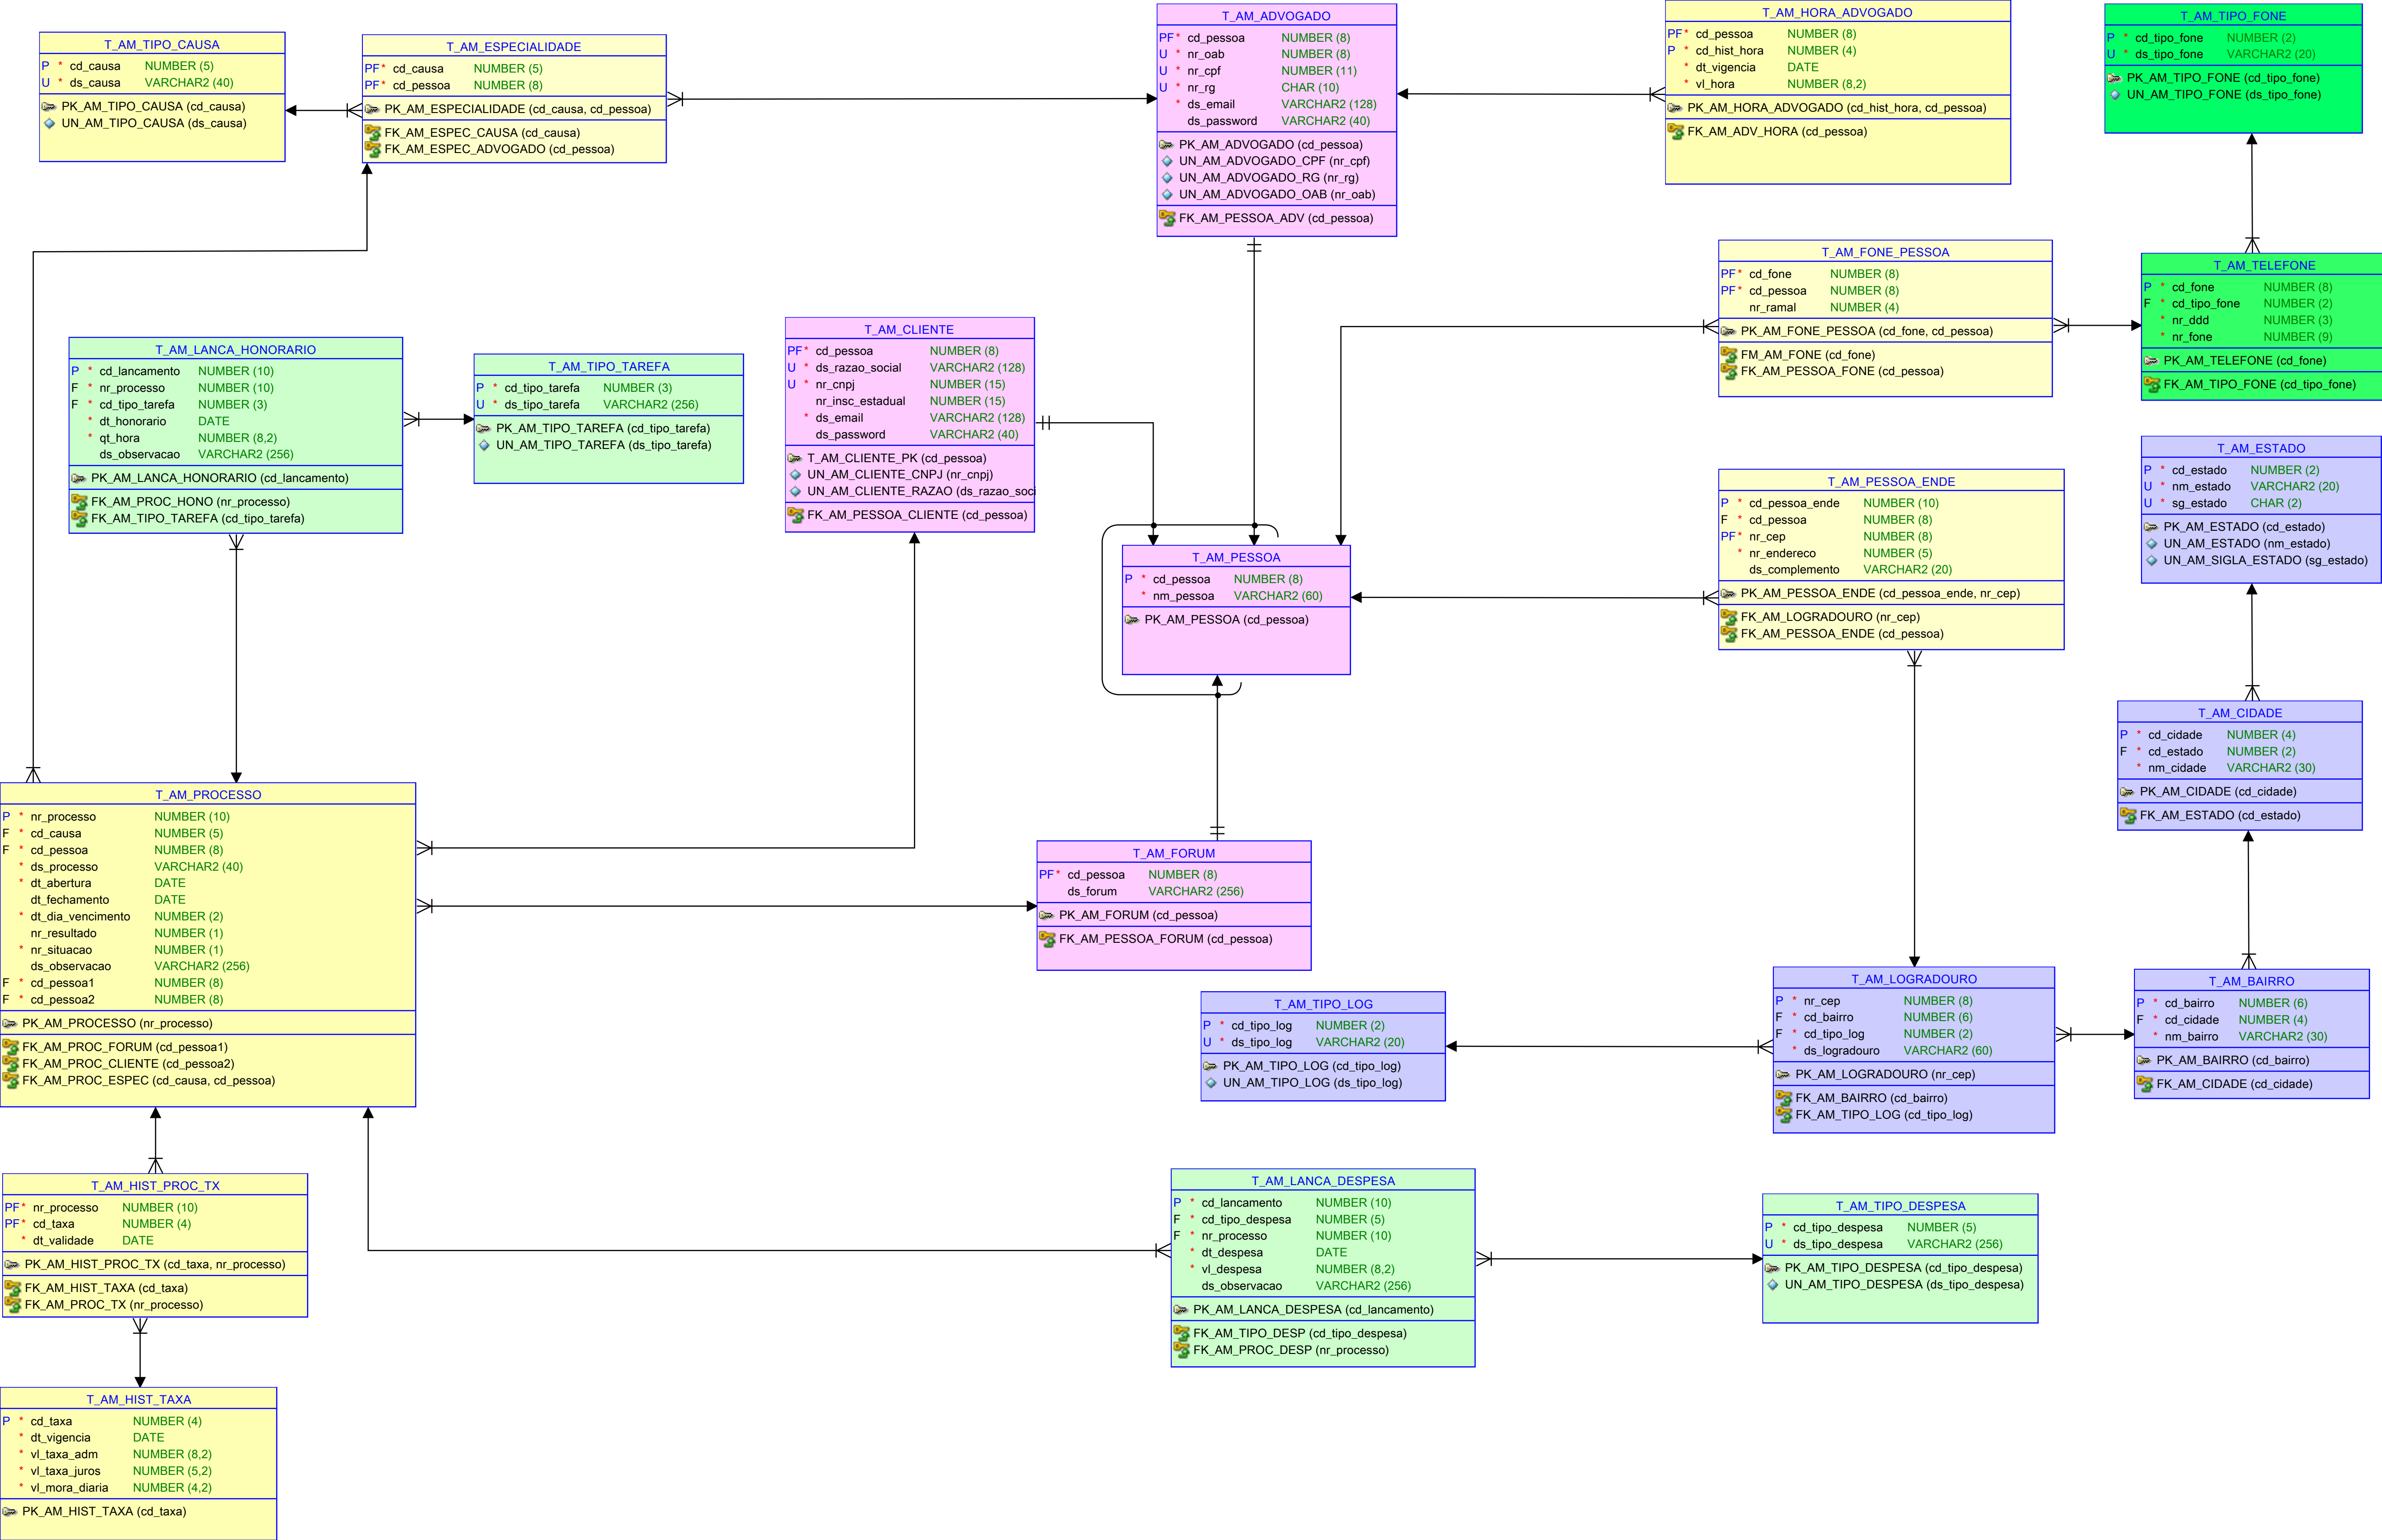 T_AM_TIPO_CAUSA
P * cd_causa NUMBER (5)
U * ds_causa VARCHAR2 (40)
PK_AM_TIPO_CAUSA (cd_causa)
UN_AM_TIPO_CAUSA (ds_causa)
T_AM_ESPECIALIDADE
PF* cd_causa NUMBER (5)
PF* cd_pessoa NUMBER (8)
PK_AM_ESPECIALIDADE (cd_causa, cd_pessoa)
FK_AM_ESPEC_CAUSA (cd_causa)
FK_AM_ESPEC_ADVOGADO (cd_pessoa)
T_AM_ADVOGADO
PF* cd_pessoa NUMBER (8)
U * nr_oab NUMBER (8)
U * nr_cpf NUMBER (11)
U * nr_rg CHAR (10)
* ds_email VARCHAR2 (128)
ds_password VARCHAR2 (40)
PK_AM_ADVOGADO (cd_pessoa)
UN_AM_ADVOGADO_CPF (nr_cpf)
UN_AM_ADVOGADO_RG (nr_rg)
UN_AM_ADVOGADO_OAB (nr_oab)
FK_AM_PESSOA_ADV (cd_pessoa)
T_AM_HORA_ADVOGADO
PF* cd_pessoa NUMBER (8)
P * cd_hist_hora NUMBER (4)
* dt_vigencia DATE
* vl_hora NUMBER (8,2)
PK_AM_HORA_ADVOGADO (cd_hist_hora, cd_pessoa)
FK_AM_ADV_HORA (cd_pessoa)
T_AM_TIPO_FONE
P * cd_tipo_fone NUMBER (2)
U * ds_tipo_fone VARCHAR2 (20)
PK_AM_TIPO_FONE (cd_tipo_fone)
UN_AM_TIPO_FONE (ds_tipo_fone)
T_AM_FONE_PESSOA
PF* cd_fone NUMBER (8)
PF* cd_pessoa NUMBER (8)
nr_ramal NUMBER (4)
PK_AM_FONE_PESSOA (cd_fone, cd_pessoa)
FM_AM_FONE (cd_fone)
FK_AM_PESSOA_FONE (cd_pessoa)
T_AM_TELEFONE
P * cd_fone NUMBER (8)
F * cd_tipo_fone NUMBER (2)
* nr_ddd NUMBER (3)
* nr_fone NUMBER (9)
PK_AM_TELEFONE (cd_fone)
FK_AM_TIPO_FONE (cd_tipo_fone)
T_AM_LANCA_HONORARIO
P * cd_lancamento NUMBER (10)
F * nr_processo NUMBER (10)
F * cd_tipo_tarefa NUMBER (3)
* dt_honorario DATE
* qt_hora NUMBER (8,2)
ds_observacao VARCHAR2 (256)
PK_AM_LANCA_HONORARIO (cd_lancamento)
FK_AM_PROC_HONO (nr_processo)
FK_AM_TIPO_TAREFA (cd_tipo_tarefa)
T_AM_TIPO_TAREFA
P * cd_tipo_tarefa NUMBER (3)
U * ds_tipo_tarefa VARCHAR2 (256)
PK_AM_TIPO_TAREFA (cd_tipo_tarefa)
UN_AM_TIPO_TAREFA (ds_tipo_tarefa)
T_AM_CLIENTE
PF* cd_pessoa NUMBER (8)
U * ds_razao_social VARCHAR2 (128)
U * nr_cnpj NUMBER (15)
nr_insc_estadual NUMBER (15)
* ds_email VARCHAR2 (128)
ds_password VARCHAR2 (40)
T_AM_CLIENTE_PK (cd_pessoa)
UN_AM_CLIENTE_CNPJ (nr_cnpj)
UN_AM_CLIENTE_RAZAO (ds_razao_soci
FK_AM_PESSOA_CLIENTE (cd_pessoa)
T_AM_PESSOA
P * cd_pessoa NUMBER (8)
* nm_pessoa VARCHAR2 (60)
PK_AM_PESSOA (cd_pessoa)
T_AM_PESSOA_ENDE
P * cd_pessoa_ende NUMBER (10)
F * cd_pessoa NUMBER (8)
PF* nr_cep NUMBER (8)
* nr_endereco NUMBER (5)
ds_complemento VARCHAR2 (20)
PK_AM_PESSOA_ENDE (cd_pessoa_ende, nr_cep)
FK_AM_LOGRADOURO (nr_cep)
FK_AM_PESSOA_ENDE (cd_pessoa)
T_AM_ESTADO
P * cd_estado NUMBER (2)
U * nm_estado VARCHAR2 (20)
U * sg_estado CHAR (2)
PK_AM_ESTADO (cd_estado)
UN_AM_ESTADO (nm_estado)
UN_AM_SIGLA_ESTADO (sg_estado)
T_AM_CIDADE
P * cd_cidade NUMBER (4)
F * cd_estado NUMBER (2)
* nm_cidade VARCHAR2 (30)
PK_AM_CIDADE (cd_cidade)
FK_AM_ESTADO (cd_estado)
T_AM_PROCESSO
P * nr_processo NUMBER (10)
F * cd_causa NUMBER (5)
F * cd_pessoa NUMBER (8)
* ds_processo VARCHAR2 (40)
* dt_abertura DATE
dt_fechamento DATE
* dt_dia_vencimento NUMBER (2)
nr_resultado NUMBER (1)
* nr_situacao NUMBER (1)
ds_observacao VARCHAR2 (256)
F * cd_pessoa1 NUMBER (8)
F * cd_pessoa2 NUMBER (8)
PK_AM_PROCESSO (nr_processo)
FK_AM_PROC_FORUM (cd_pessoa1)
FK_AM_PROC_CLIENTE (cd_pessoa2)
FK_AM_PROC_ESPEC (cd_causa, cd_pessoa)
T_AM_FORUM
PF* cd_pessoa NUMBER (8)
ds_forum VARCHAR2 (256)
PK_AM_FORUM (cd_pessoa)
FK_AM_PESSOA_FORUM (cd_pessoa)
T_AM_TIPO_LOG
P * cd_tipo_log NUMBER (2)
U * ds_tipo_log VARCHAR2 (20)
PK_AM_TIPO_LOG (cd_tipo_log)
UN_AM_TIPO_LOG (ds_tipo_log)
T_AM_LOGRADOURO
P * nr_cep NUMBER (8)
F * cd_bairro NUMBER (6)
F * cd_tipo_log NUMBER (2)
* ds_logradouro VARCHAR2 (60)
PK_AM_LOGRADOURO (nr_cep)
FK_AM_BAIRRO (cd_bairro)
FK_AM_TIPO_LOG (cd_tipo_log)
T_AM_BAIRRO
P * cd_bairro NUMBER (6)
F * cd_cidade NUMBER (4)
* nm_bairro VARCHAR2 (30)
PK_AM_BAIRRO (cd_bairro)
FK_AM_CIDADE (cd_cidade)
T_AM_HIST_PROC_TX
PF* nr_processo NUMBER (10)
PF* cd_taxa NUMBER (4)
* dt_validade DATE
PK_AM_HIST_PROC_TX (cd_taxa, nr_processo)
FK_AM_HIST_TAXA (cd_taxa)
FK_AM_PROC_TX (nr_processo)
T_AM_LANCA_DESPESA
P * cd_lancamento NUMBER (10)
F * cd_tipo_despesa NUMBER (5)
F * nr_processo NUMBER (10)
* dt_despesa DATE
* vl_despesa NUMBER (8,2)
ds_observacao VARCHAR2 (256)
PK_AM_LANCA_DESPESA (cd_lancamento)
FK_AM_TIPO_DESP (cd_tipo_despesa)
FK_AM_PROC_DESP (nr_processo)
T_AM_TIPO_DESPESA
P * cd_tipo_despesa NUMBER (5)
U * ds_tipo_despesa VARCHAR2 (256)
PK_AM_TIPO_DESPESA (cd_tipo_despesa)
UN_AM_TIPO_DESPESA (ds_tipo_despesa)
T_AM_HIST_TAXA
P * cd_taxa NUMBER (4)
* dt_vigencia DATE
* vl_taxa_adm NUMBER (8,2)
* vl_taxa_juros NUMBER (5,2)
* vl_mora_diaria NUMBER (4,2)
PK_AM_HIST_TAXA (cd_taxa)